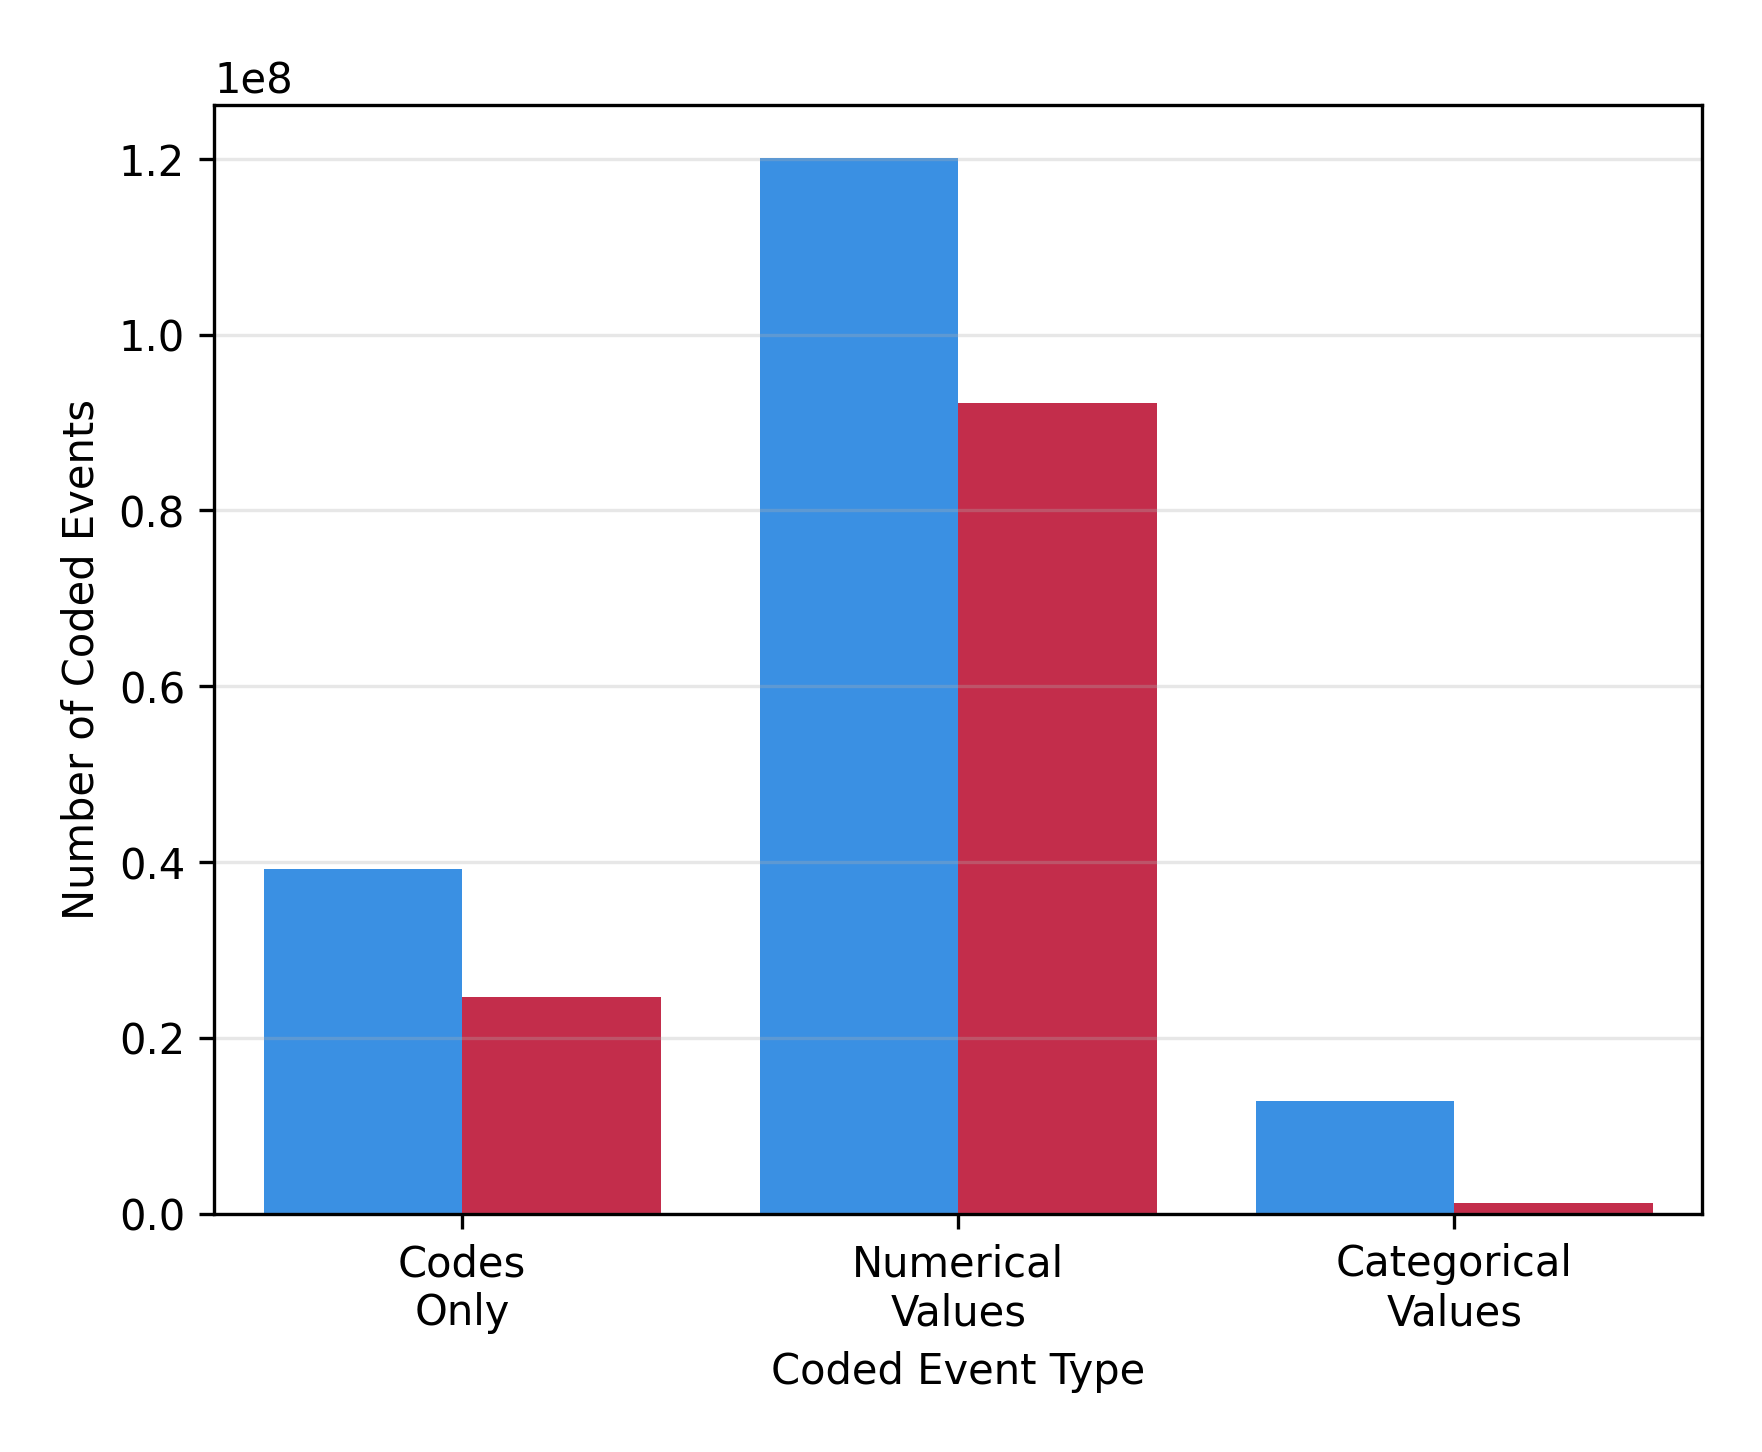 1e8
1.2
1.0
0.8
0.6
0.4
0.2
0.0
Number of Coded Events
Codes
Only
Numerical
Values
Categorical
Values
Coded Event Type